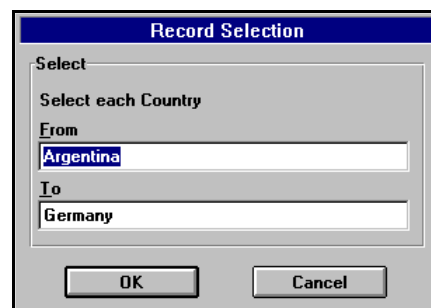 Record Selection
Select
Select each Country
From
Argentina
To
Germany
OK Cancel